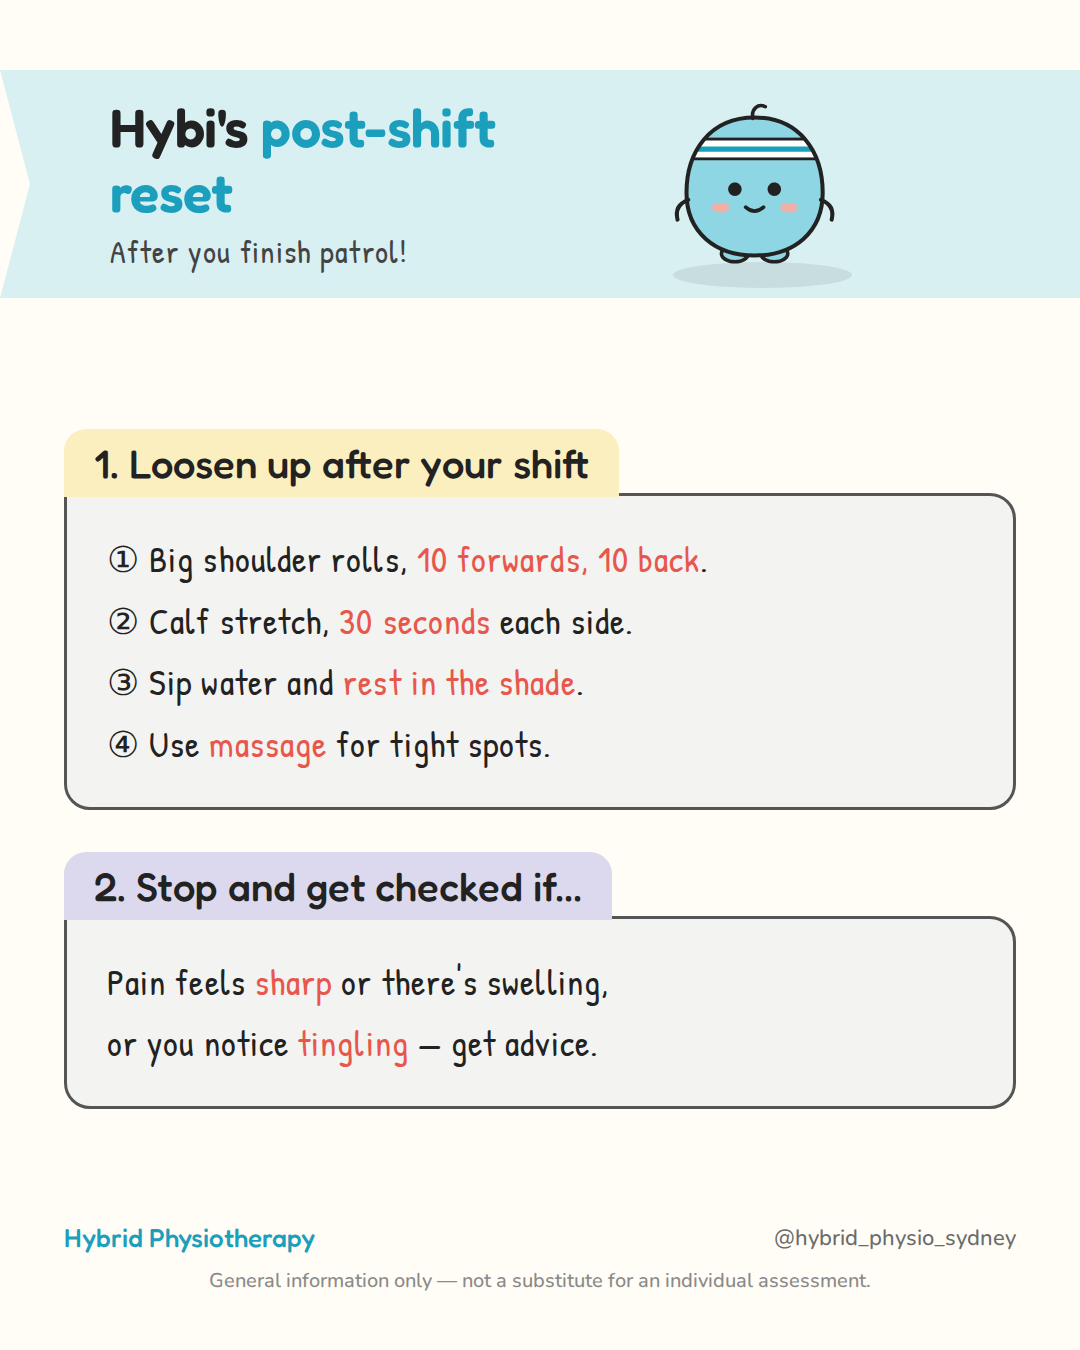 Hybi's post-shift
reset
After you finish patrol!
1. Loosen up after your shift
① Big shoulder rolls, 10 forwards, 10 back.
② Calf stretch, 30 seconds each side.
③ Sip water and rest in the shade.
④ Use massage for tight spots.
2. Stop and get checked if...
Pain feels sharp or there's swelling,
or you notice tingling — get advice.
Hybrid Physiotherapy
@hybrid_physio_sydney
General information only — not a substitute for an individual assessment.